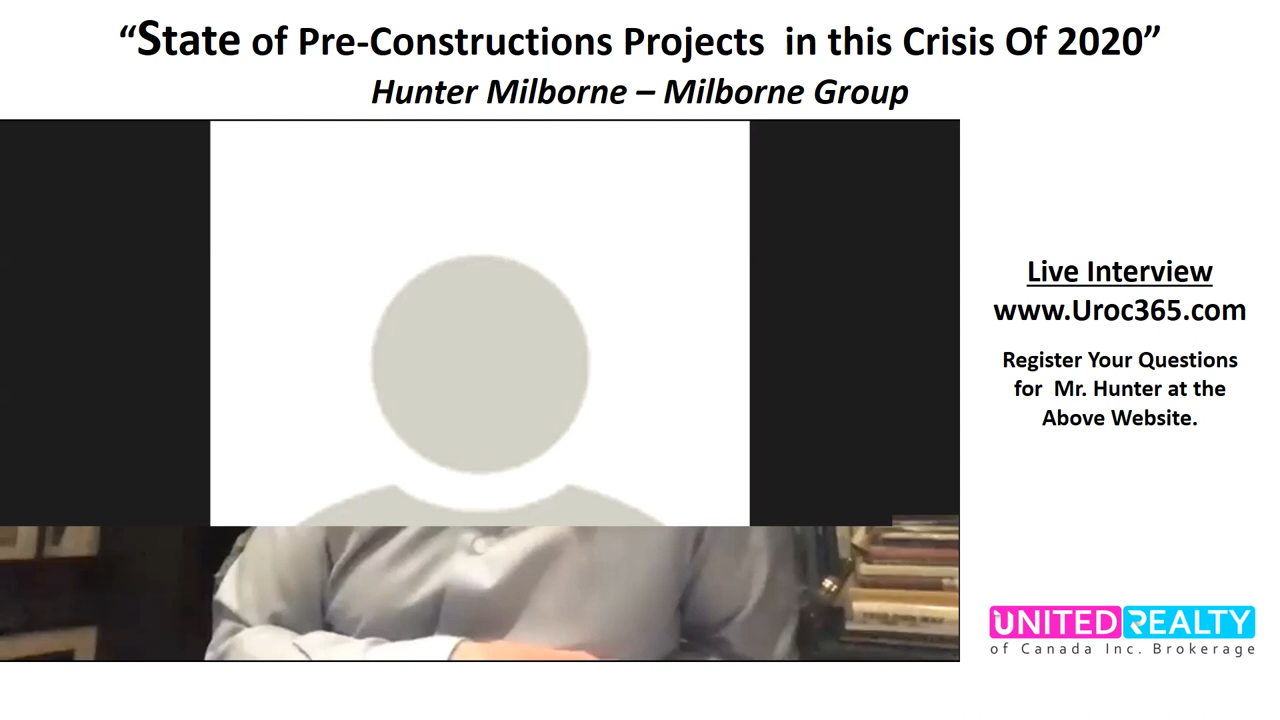 “State of Pre-Constructions Projects in this Crisis Of 2020”
Hunter Milborne – Milborne Group
Live Interview
www.Uroc365.com
Register Your Questions
for Mr. Hunter at the
Above Website.
UNITED REALTY
of Canada Inc. Brokerage